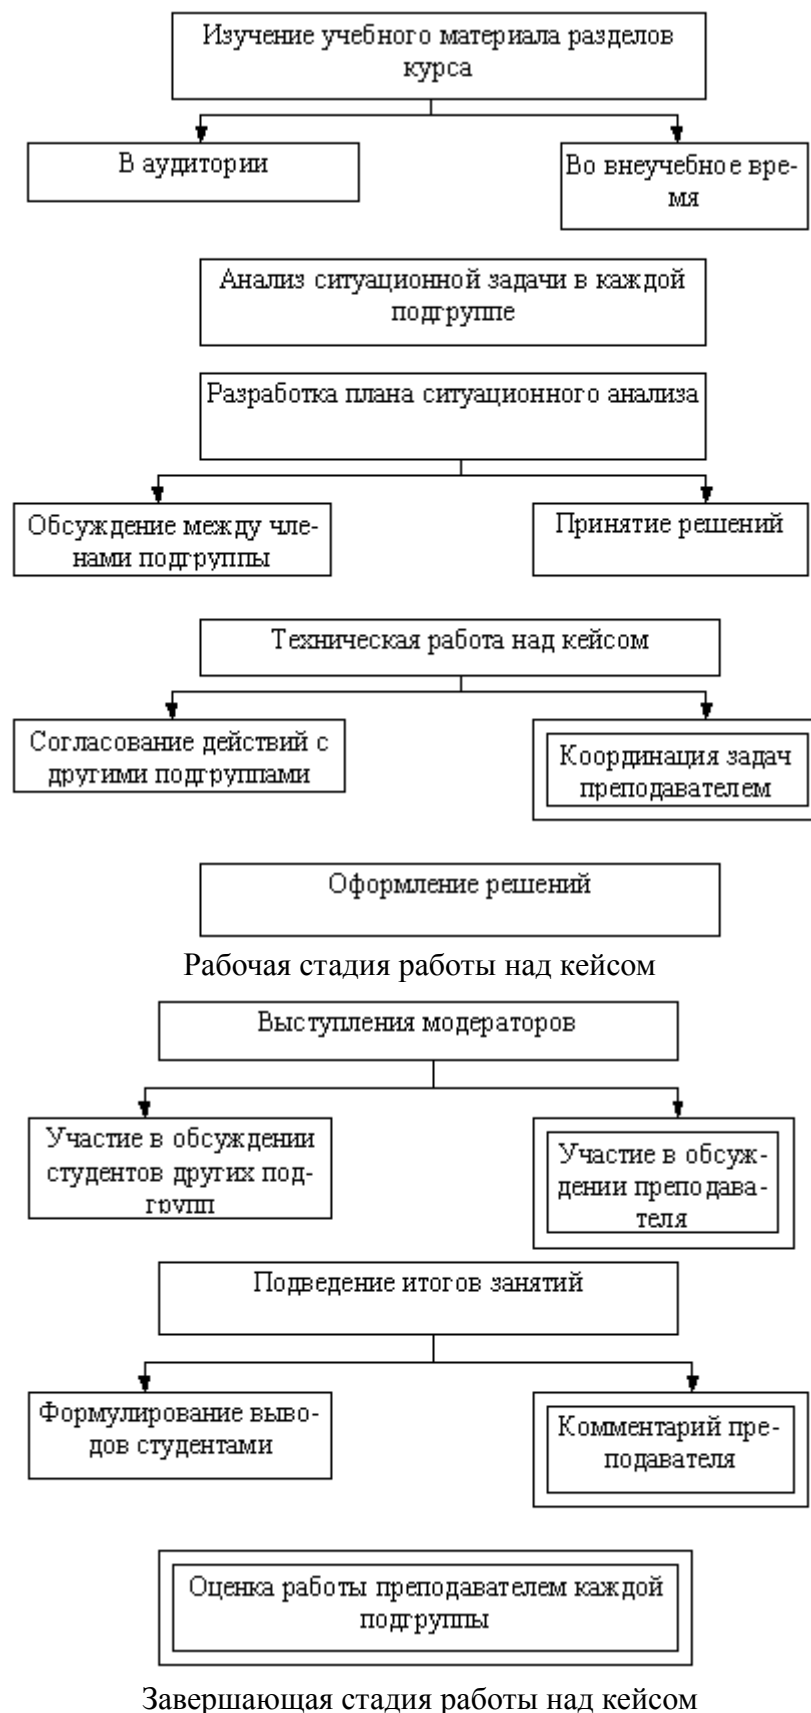 Изучение учебного материала разделов
курса
В аудитории
Во внеучебное вре-
мя
Анализ ситуационной задачи в каждой
подгруппе
Разработка плана ситуационного анализа
Обсуждение между чле-
нами подгруппы
Принятие решений
Техническая работа над кейсом
Согласование действий с
другими подгруппами
Координация задач
преподавателем
Оформление решений
Рабочая стадия работы над кейсом
Выступления модераторов
Участие в обсуждении
студентов других под-
групп
Участие в обсуж-
дении преподава-
теля
Подведение итогов занятий
Формулирование выво-
дов студентами
Комментарий пре-
подавателя
Оценка работы преподавателем каждой
подгруппы
Завершающая стадия работы над кейсом